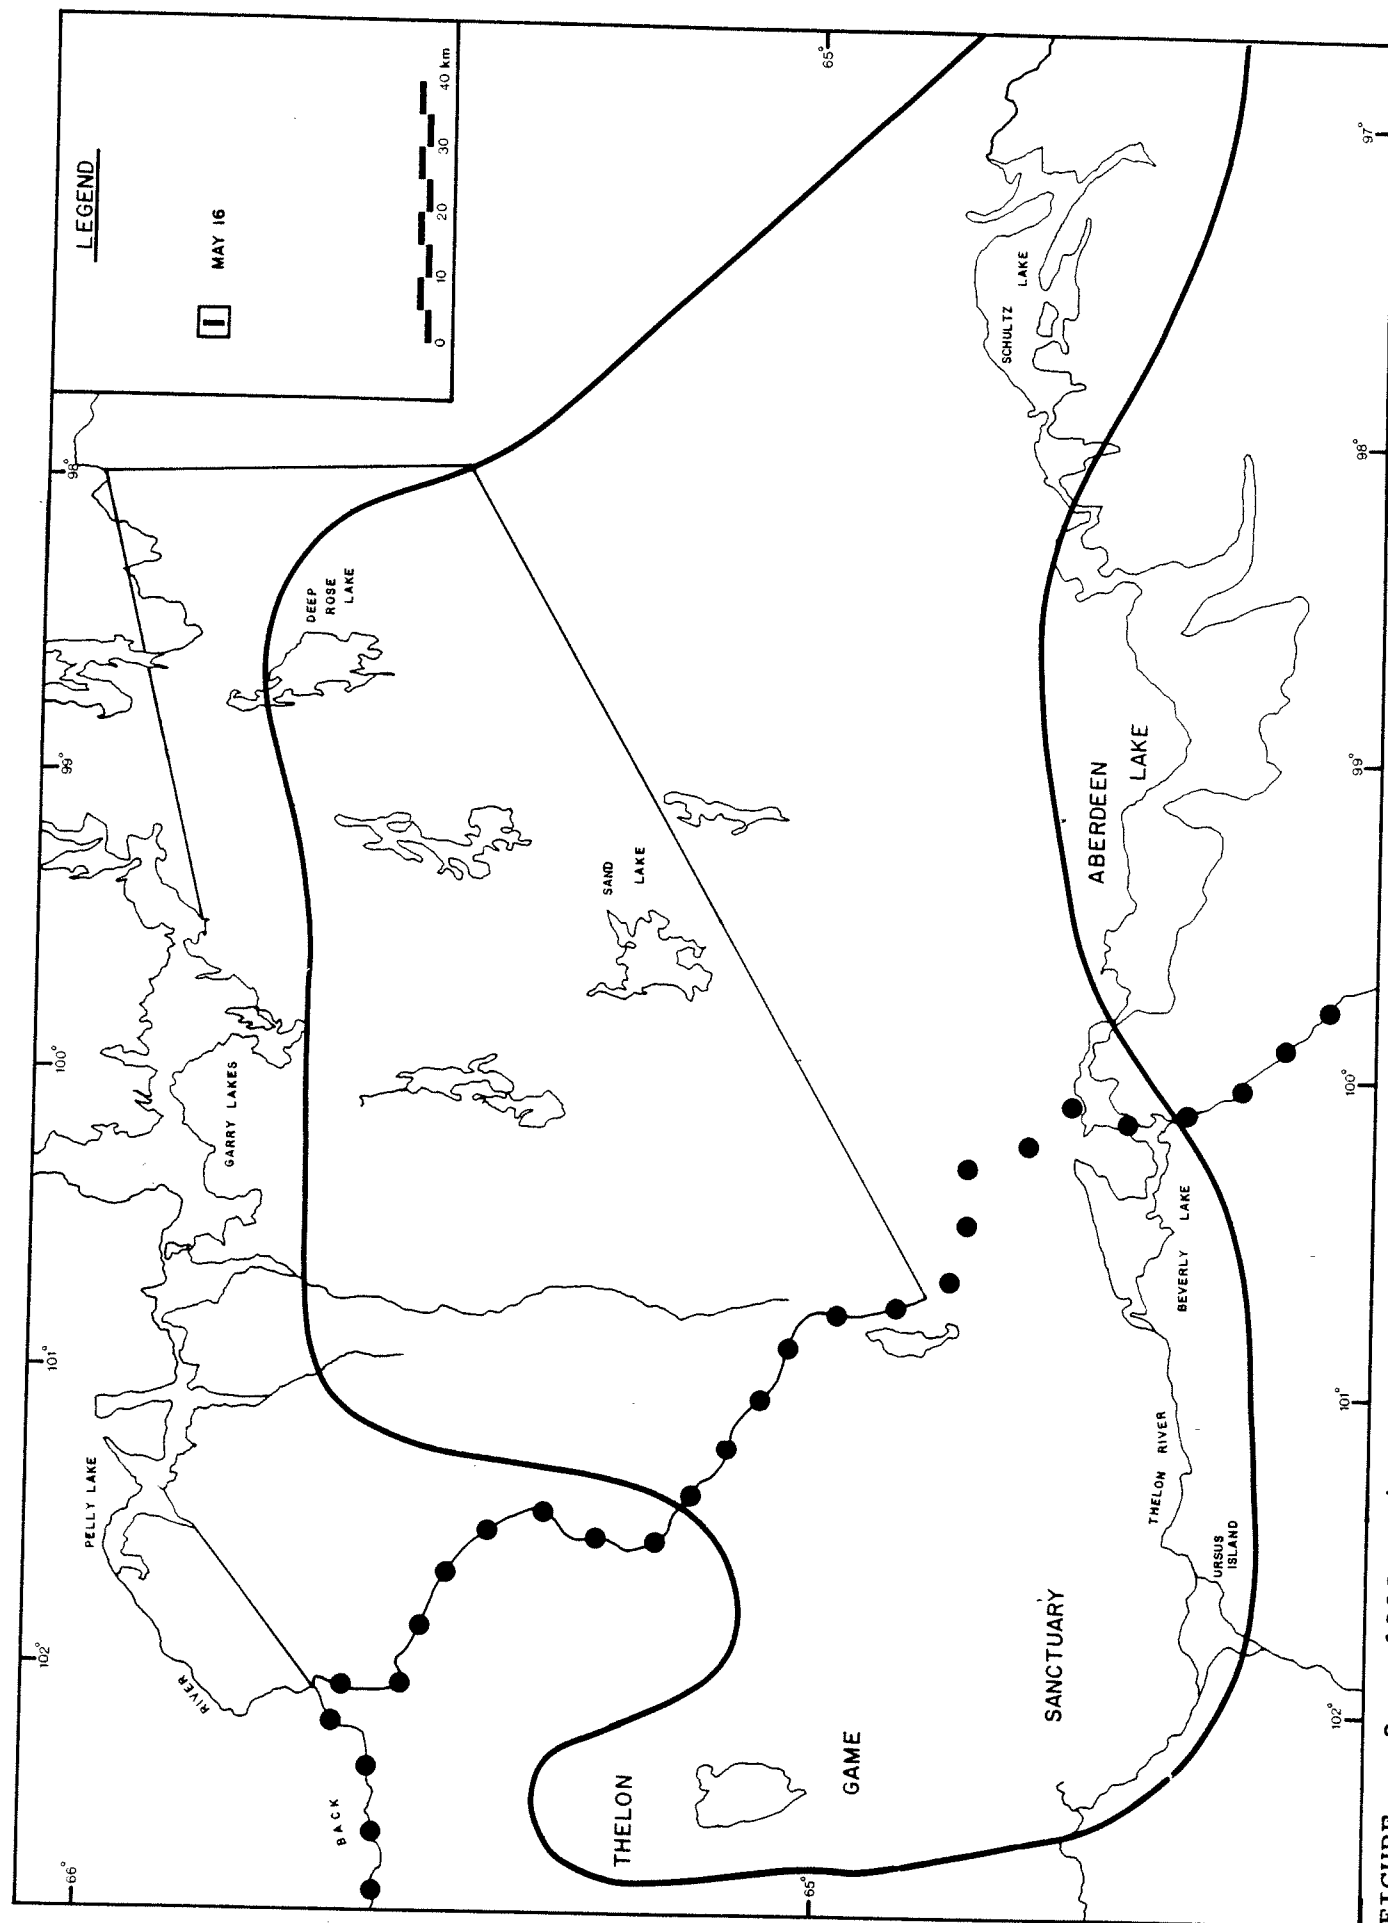 LEGEND
I MAY 16
0 10 20 30 40 km
66°
65°
65°
102°
101°
100°
99°
98°
102°
101°
100°
99°
98°
97°
PELLY LAKE
BACK
RIVER
GARRY LAKES
DEEP
ROSE
LAKE
SAND
LAKE
SCHULTZ
LAKE
ABERDEEN
LAKE
BEVERLY LAKE
THELON RIVER
URSUS
ISLAND
THELON
GAME
SANCTUARY
FIGURE